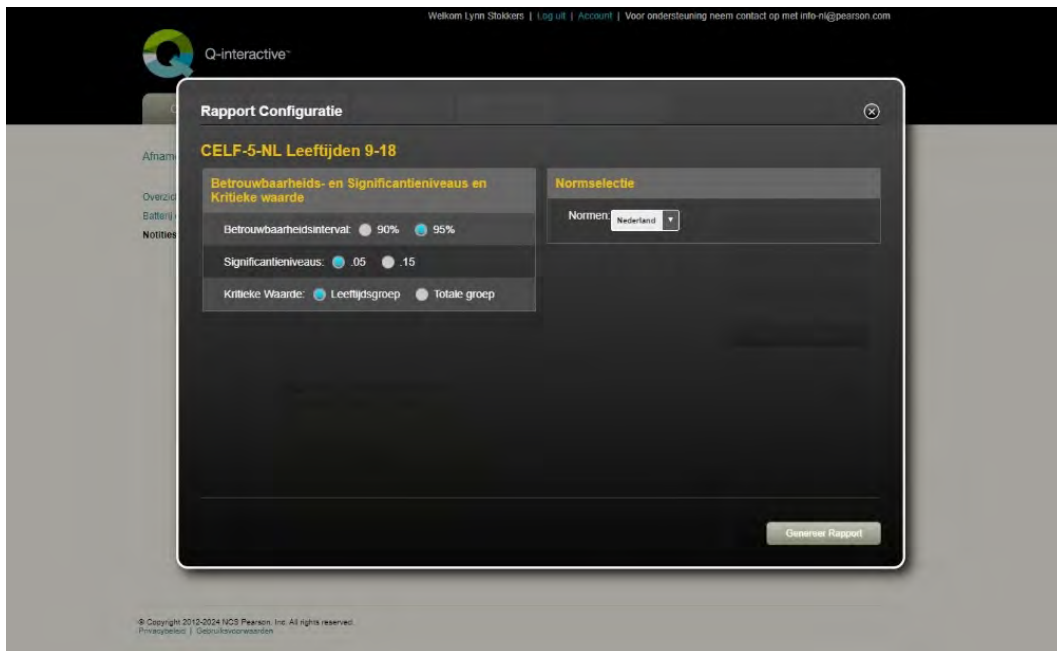 Welkom Lynn Stokkers | Log uit | Account | Voor ondersteuning neem contact op met info-nl@pearson.com
Q-interactive™
Rapport Configuratie
Afnam
CELF-5-NL Leeftijden 9-18
Betrouwbaarheids- en Significantieniveaus en
Kritieke waarde
Normselectie
Overzic
Batterij
Notities
Betrouwbaarheidsinterval: 90% 95%
Normen: Nederland
Significantieniveaus: .05 .15
Kritieke Waarde: Leeftijdsgroep Totale groep
Genereer Rapport
© Copyright 2012-2024 NCS Pearson, Inc. All rights reserved.
Privacybeleid | Gebruiksvoorwaarden